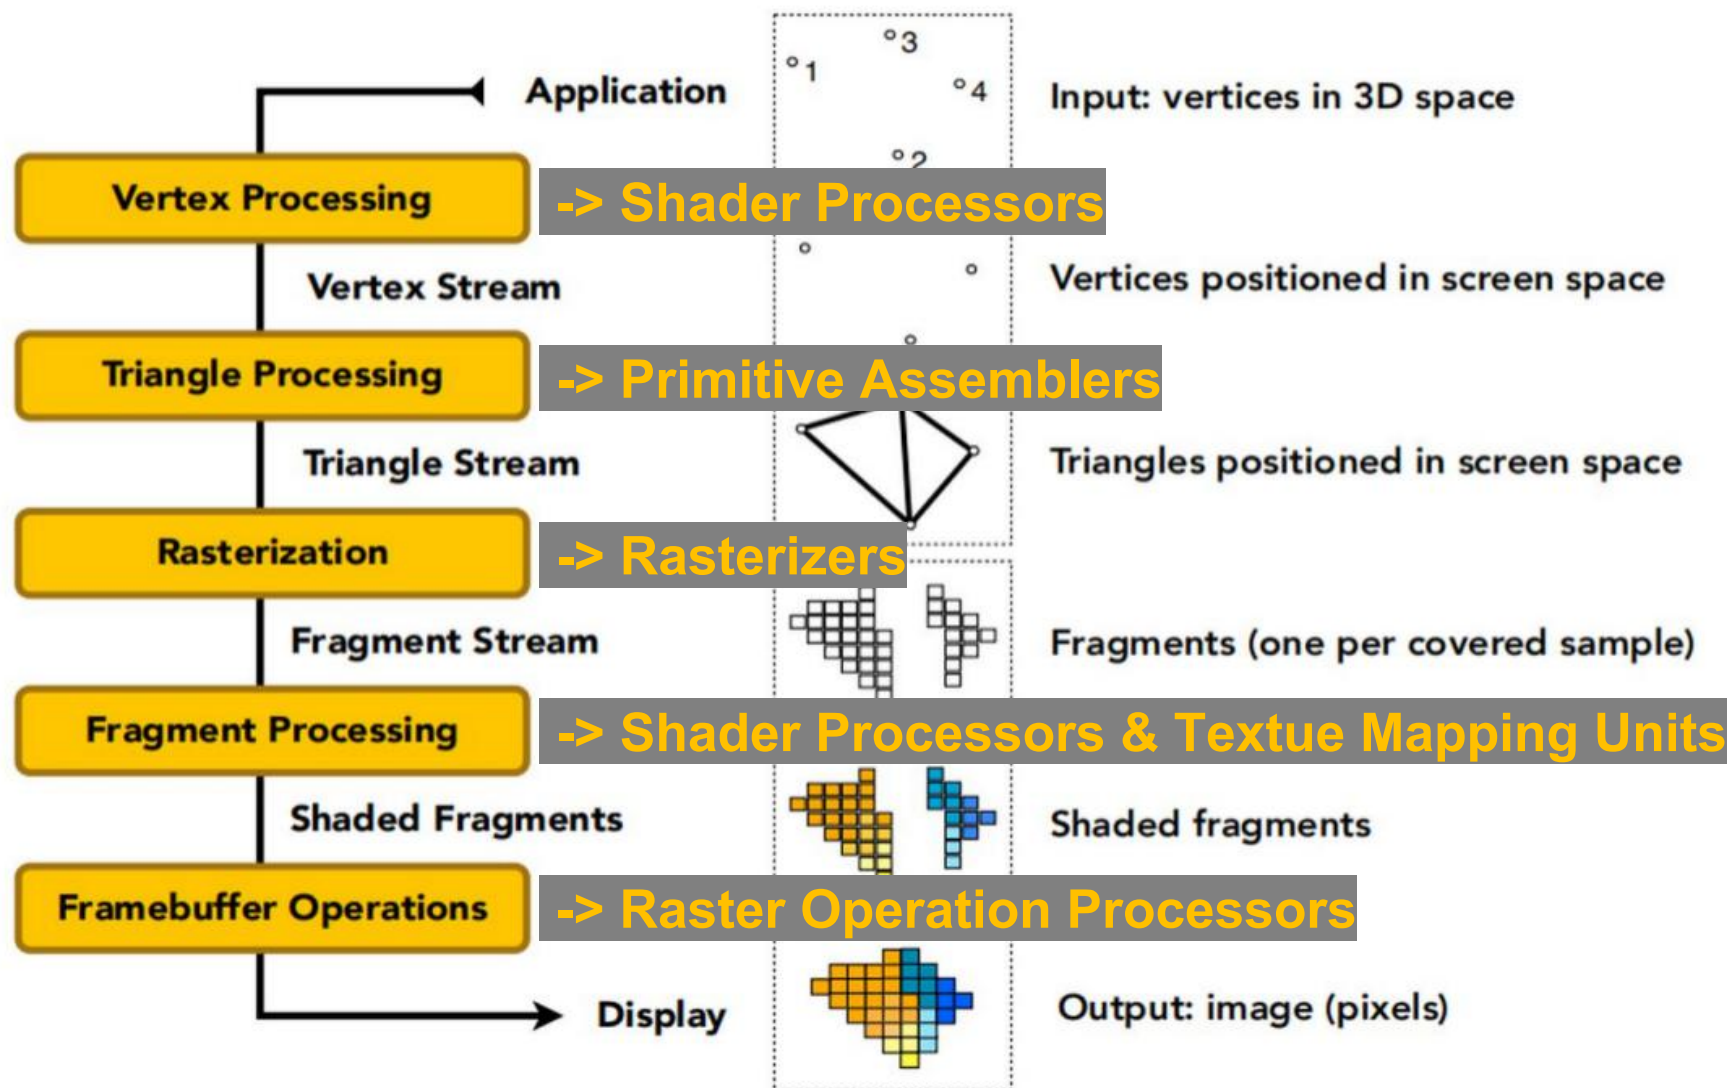 Application
°3
°1
°4
°2
Input: vertices in 3D space
Vertex Processing
-> Shader Processors
Vertex Stream
Vertices positioned in screen space
Triangle Processing
-> Primitive Assemblers
Triangle Stream
Triangles positioned in screen space
Rasterization
-> Rasterizers
Fragment Stream
Fragments (one per covered sample)
Fragment Processing
-> Shader Processors & Textue Mapping Units
Shaded Fragments
Shaded fragments
Framebuffer Operations
-> Raster Operation Processors
Display
Output: image (pixels)